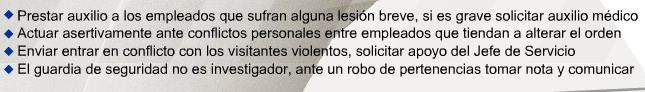 Prestar auxilio a los empleados que sufran alguna lesión breve, si es grave solicitar auxilio médico
Actuar asertivamente ante conflictos personales entre empleados que tiendan a alterar el orden
Enviar entrar en conflicto con los visitantes violentos, solicitar apoyo del Jefe de Servicio
El guardia de seguridad no es investigador, ante un robo de pertenencias tomar nota y comunicar